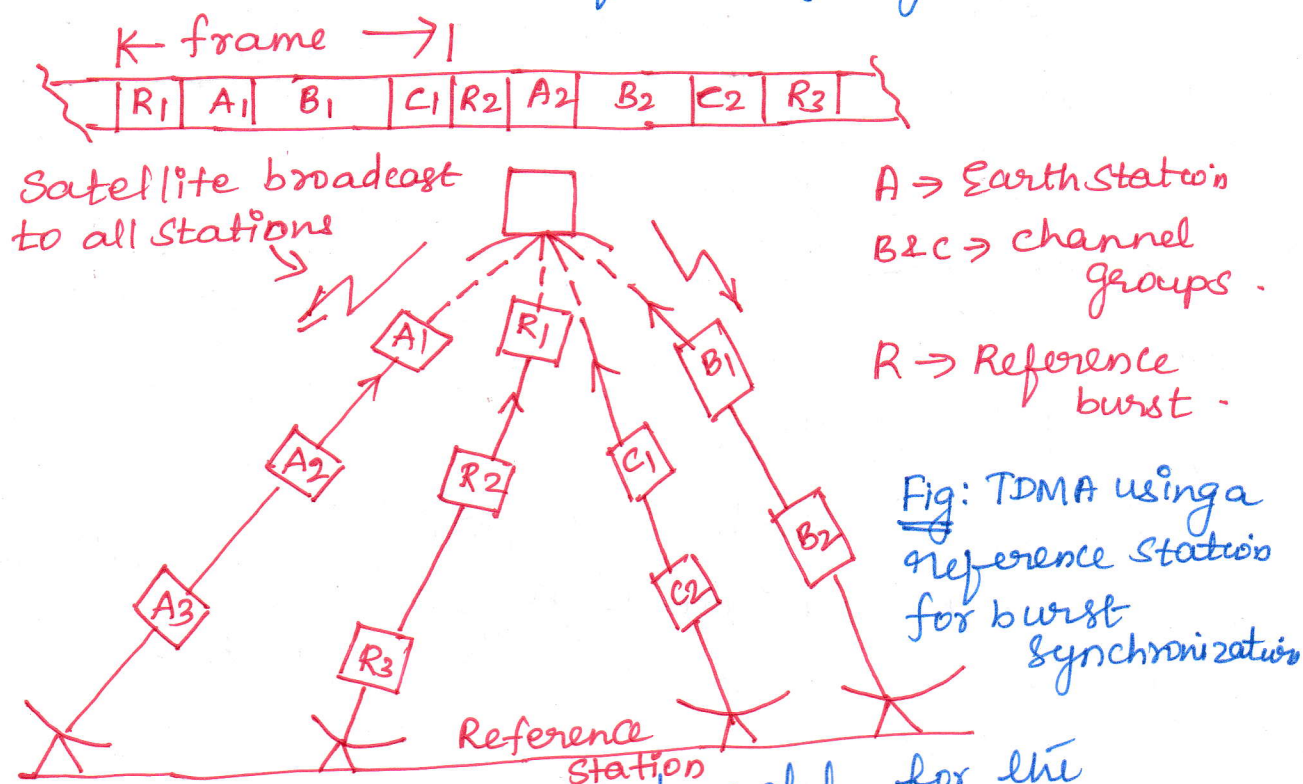 frame
R1 A1 B1 C1 R2 A2 B2 C2 R3
Satellite broadcast
to all Stations
A → Earth Station
B & C → channel
groups.
R → Reference
burst.
A1
R1
B1
A2
R2
C1
B2
A3
R3
C2
Fig: TDMA using a
reference station
for burst
synchronization
Reference
Station
for the